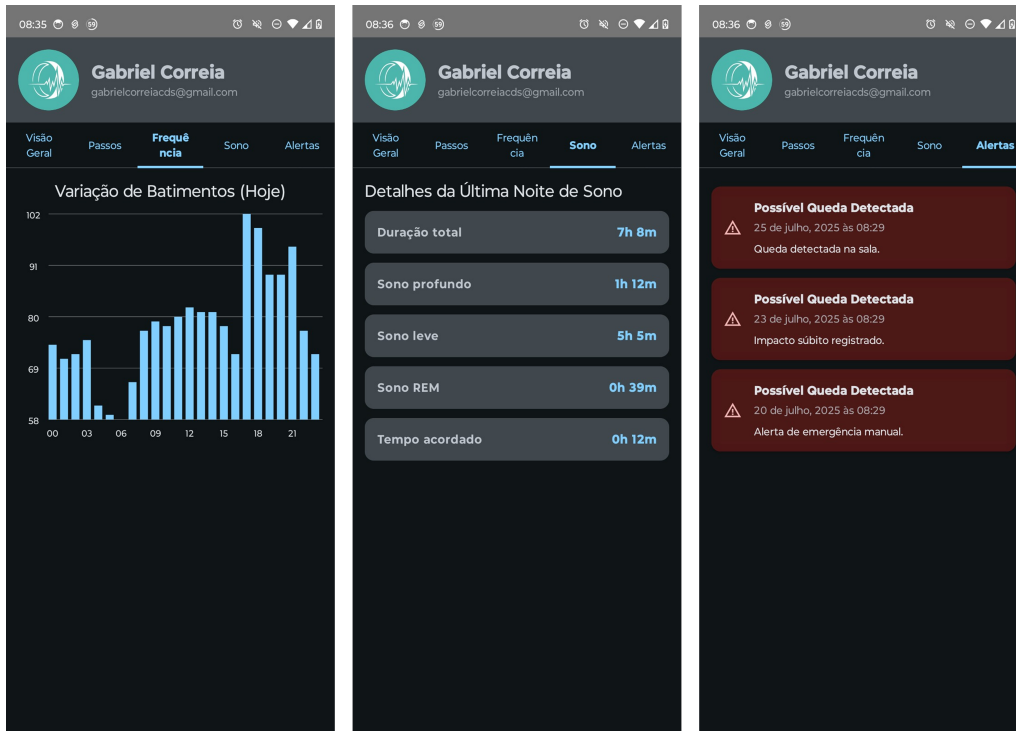 08:35
59
Gabriel Correia
gabrielcorreiacds@gmail.com
Visão
Geral
Passos
Frequê
ncia
Sono
Alertas
Variação de Batimentos (Hoje)
102
91
80
69
58
00 03 06 09 12 15 18 21
08:36
59
Gabriel Correia
gabrielcorreiacds@gmail.com
Visão
Geral
Passos
Frequên
cia
Sono
Alertas
Detalhes da Última Noite de Sono
Duração total 7h 8m
Sono profundo 1h 12m
Sono leve 5h 5m
Sono REM 0h 39m
Tempo acordado 0h 12m
08:36
59
Gabriel Correia
gabrielcorreiacds@gmail.com
Visão
Geral
Passos
Frequên
cia
Sono
Alertas
Possível Queda Detectada
25 de julho, 2025 às 08:29
Queda detectada na sala.
Possível Queda Detectada
23 de julho, 2025 às 08:29
Impacto súbito registrado.
Possível Queda Detectada
20 de julho, 2025 às 08:29
Alerta de emergência manual.